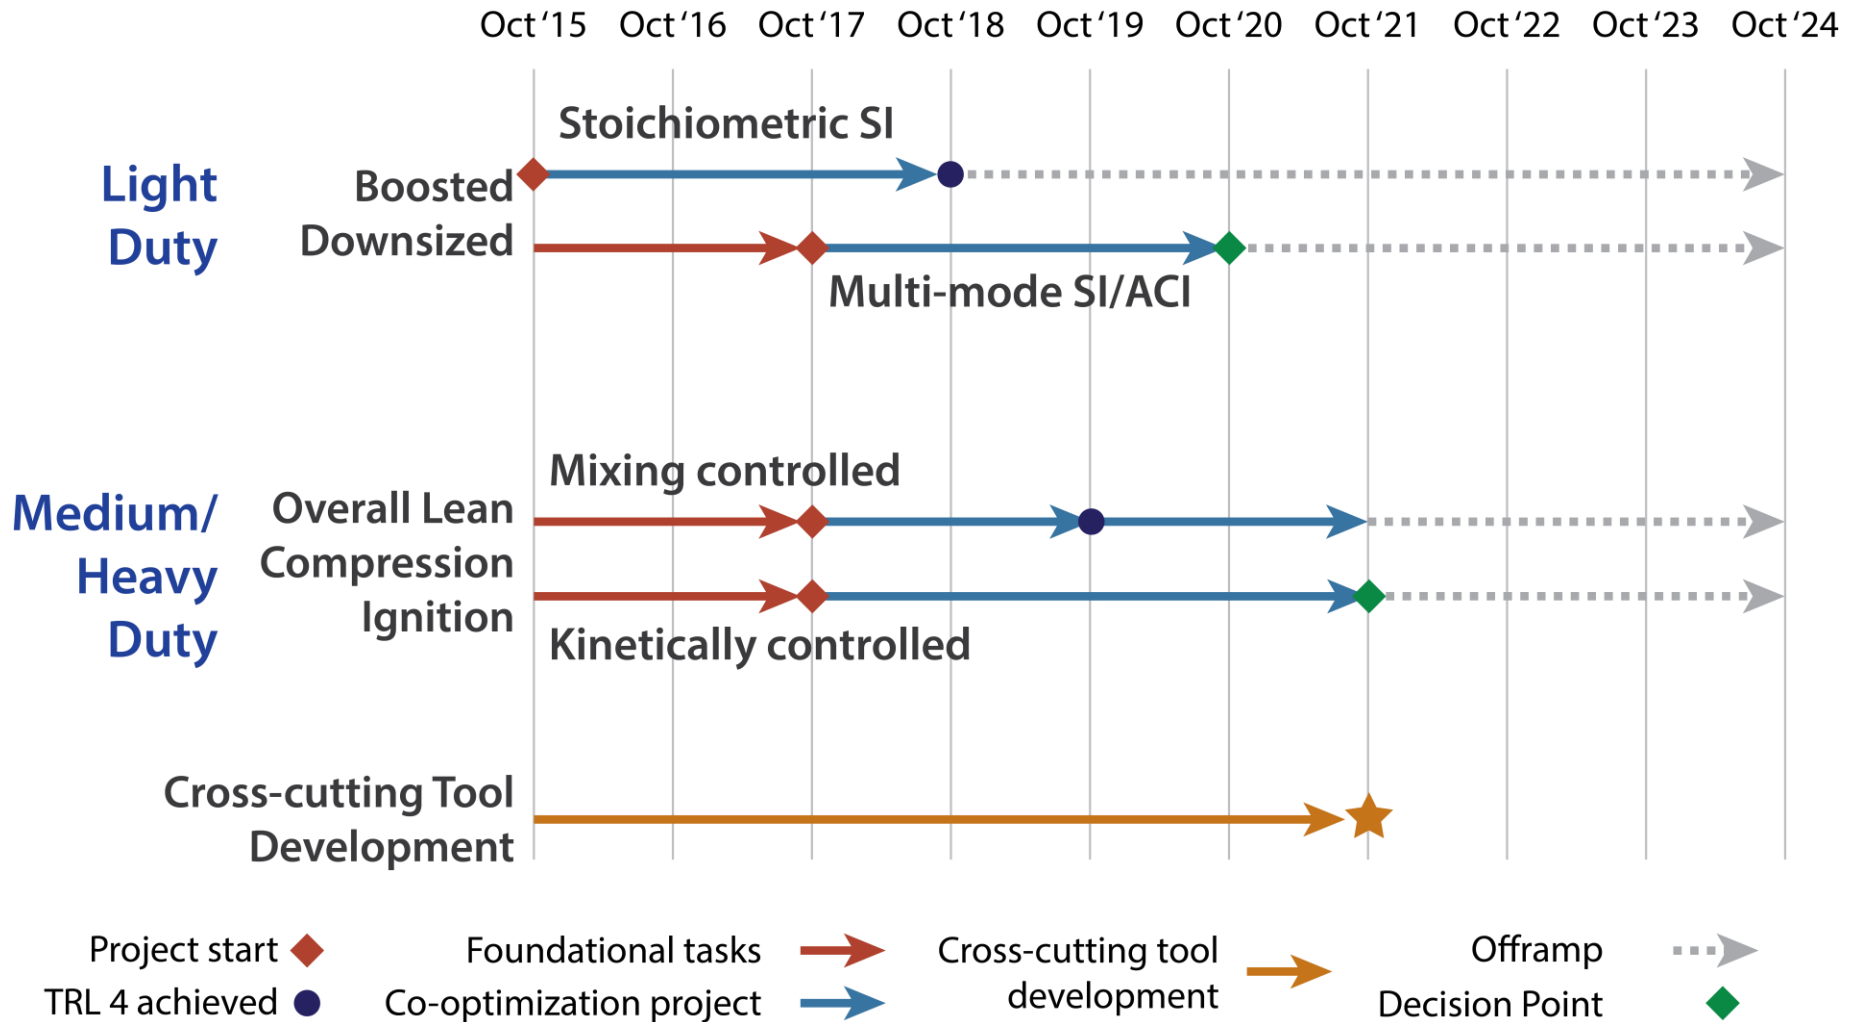 Oct ‘15 Oct ‘16 Oct ‘17 Oct ‘18 Oct ‘19 Oct ‘20 Oct ‘21 Oct ‘22 Oct ‘23 Oct ‘24
Light
Duty
Boosted
Downsized
Stoichiometric SI
Multi-mode SI/ACI
Medium/
Heavy
Duty
Overall Lean
Compression
Ignition
Mixing controlled
Kinetically controlled
Cross-cutting Tool
Development
Project start
TRL 4 achieved
Foundational tasks
Co-optimization project
Cross-cutting tool
development
Offramp
Decision Point